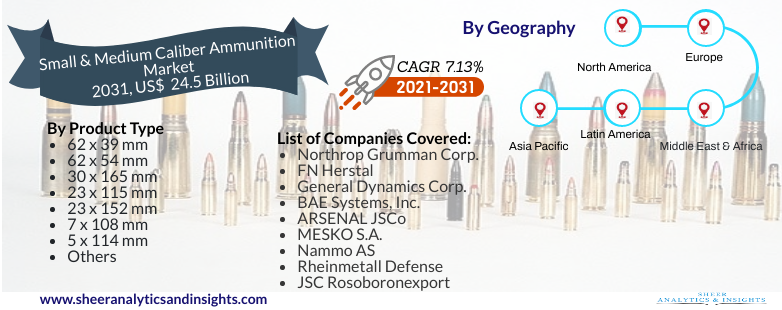 Small & Medium Caliber Ammunition
Market
2031, US$ 24.5 Billion
By Product Type
62 x 39 mm
62 x 54 mm
30 x 165 mm
23 x 115 mm
23 x 152 mm
7 x 108 mm
5 x 114 mm
Others
CAGR 7.13%
2021-2031
List of Companies Covered:
Northrop Grumman Corp.
FN Herstal
General Dynamics Corp.
BAE Systems, Inc.
ARSENAL JSCo
MESKO S.A.
Nammo AS
Rheinmetall Defense
JSC Rosoboronexport
By Geography
North America
Europe
Asia Pacific
Latin America
Middle East & Africa
www.sheeranalyticsandinsights.com
SHEER
ANALYTICS & INSIGHTS